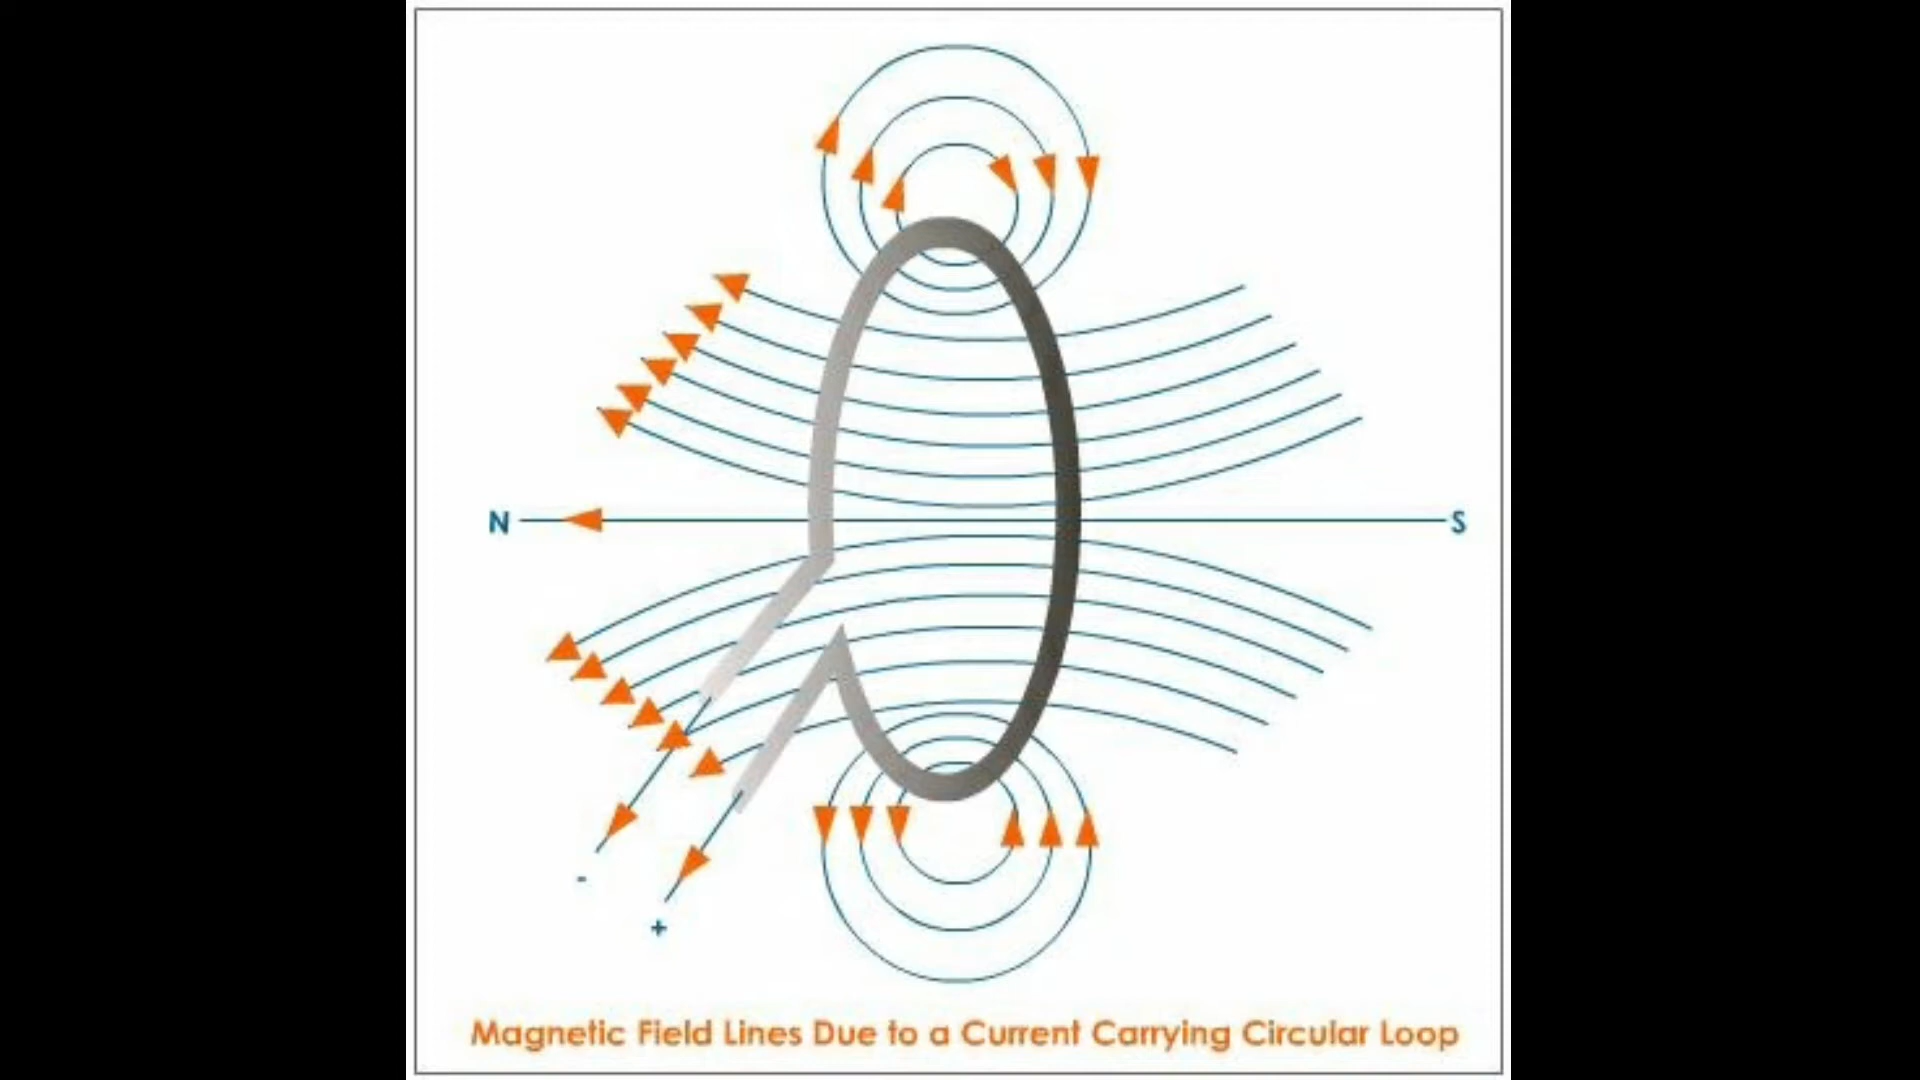 N
S
-
+
Magnetic Field Lines Due to a Current Carrying Circular Loop